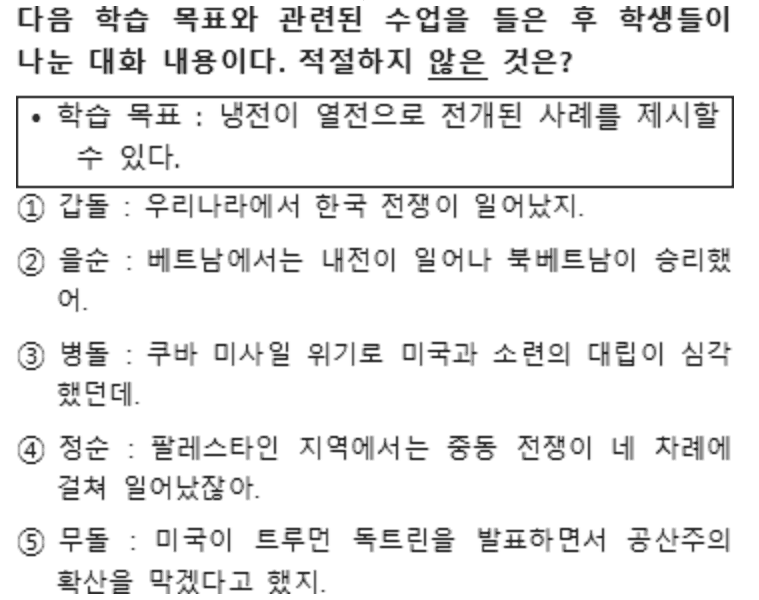 다음 학습 목표와 관련된 수업을 들은 후 학생들이
나눈 대화 내용이다. 적절하지 않은 것은?
• 학습 목표 : 냉전이 열전으로 전개된 사례를 제시할
수 있다.
① 갑돌 : 우리나라에서 한국 전쟁이 일어났지.
② 을순 : 베트남에서는 내전이 일어나 북베트남이 승리했
어.
③ 병돌 : 쿠바 미사일 위기로 미국과 소련의 대립이 심각
했던데.
④ 정순 : 팔레스타인 지역에서는 중동 전쟁이 네 차례에
걸쳐 일어났잖아.
⑤ 무돌 : 미국이 트루먼 독트린을 발표하면서 공산주의
확산을 막겠다고 했지.